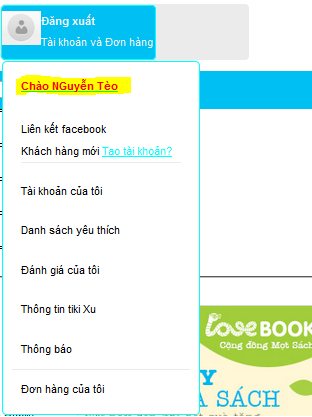 Đăng xuất
Tài khoản và Đơn hàng
Chào NGuyễn Tèo
Liên kết facebook
Khách hàng mới Tạo tài khoản?
Tài khoản của tôi
Danh sách yêu thích
Đánh giá của tôi
Thông tin tiki Xu
Thông báo
Đơn hàng của tôi
love BOOK
Cộng đồng Mọt Sách
Y
SÁCH